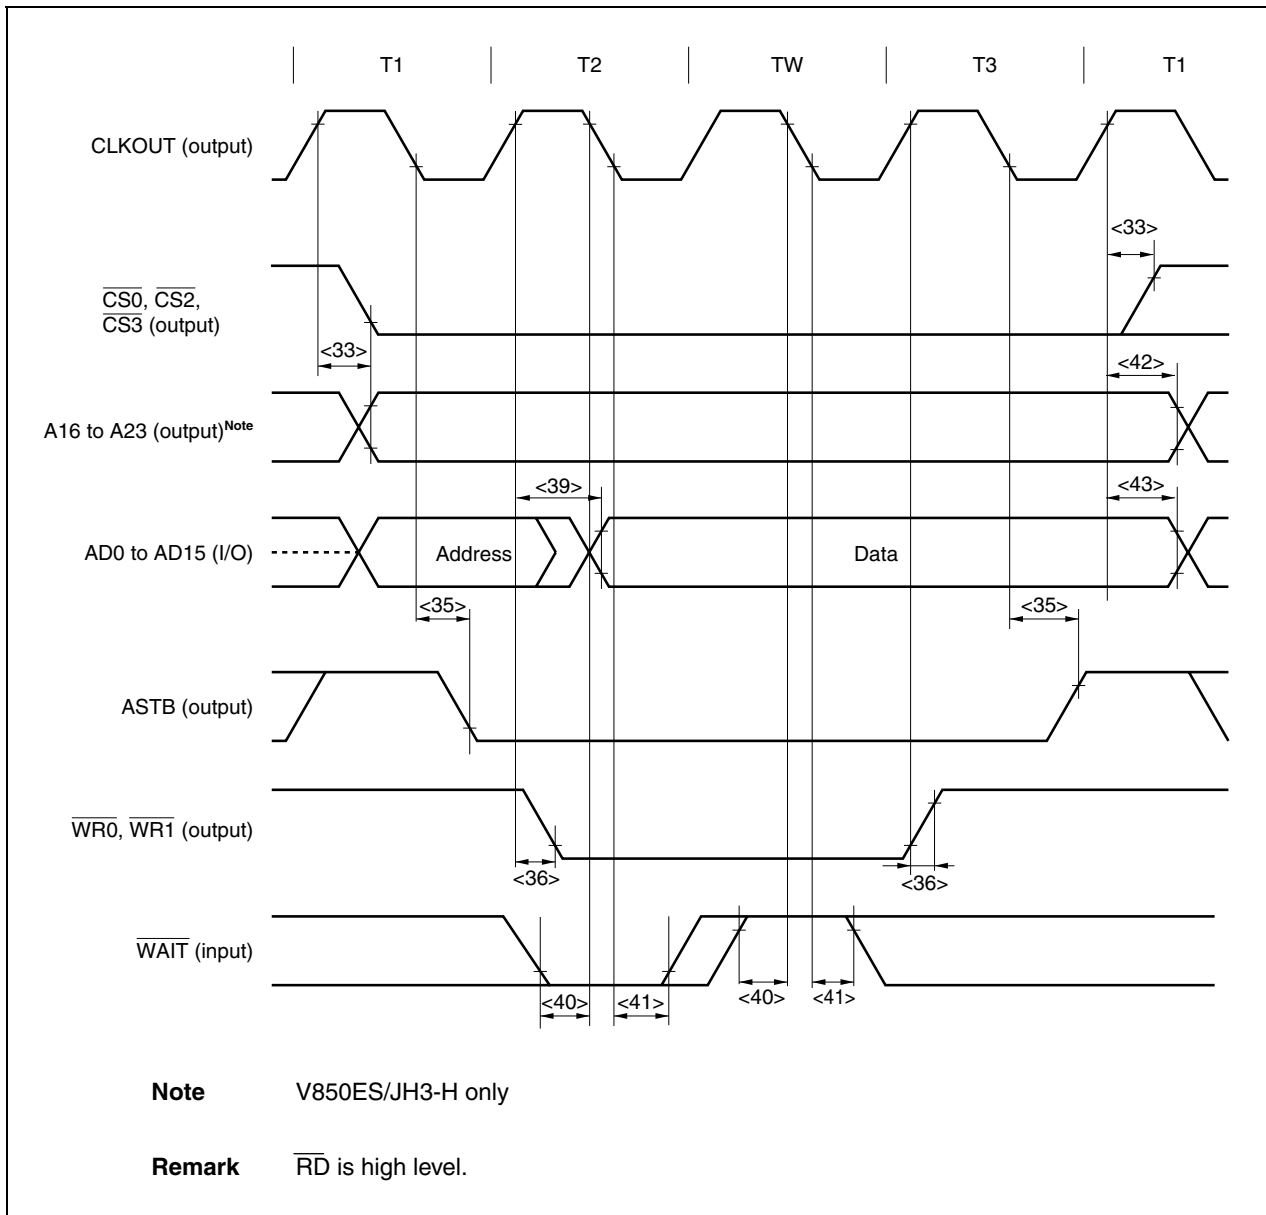 T1 T2 TW T3 T1
CLKOUT (output)
<33>
CS0, CS2,
CS3 (output)
<33>
<42>
A16 to A23 (output)Note
<39>
<43>
AD0 to AD15 (I/O)
Address
Data
<35>
<35>
ASTB (output)
WR0, WR1 (output)
<36>
<36>
WAIT (input)
<40>
<41>
<40>
<41>
Note V850ES/JH3-H only
Remark RD is high level.